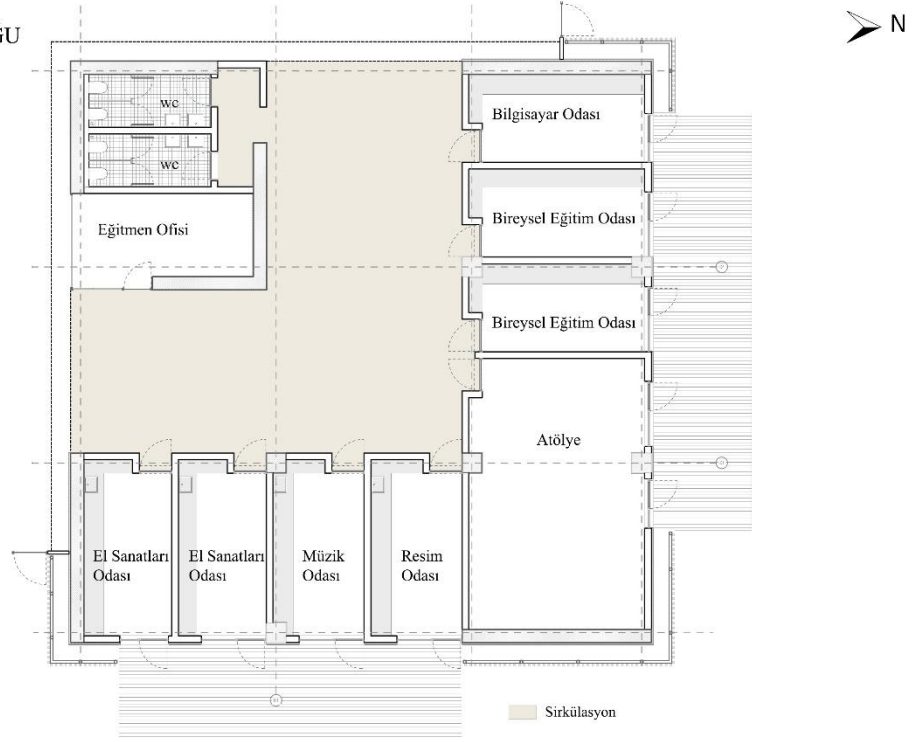 N
wc
wc
Bilgisayar Odası
Eğitmen Ofisi
Bireysel Eğitim Odası
Bireysel Eğitim Odası
Atölye
El Sanatları
Odası
El Sanatları
Odası
Müzik
Odası
Resim
Odası
Sirkülasyon